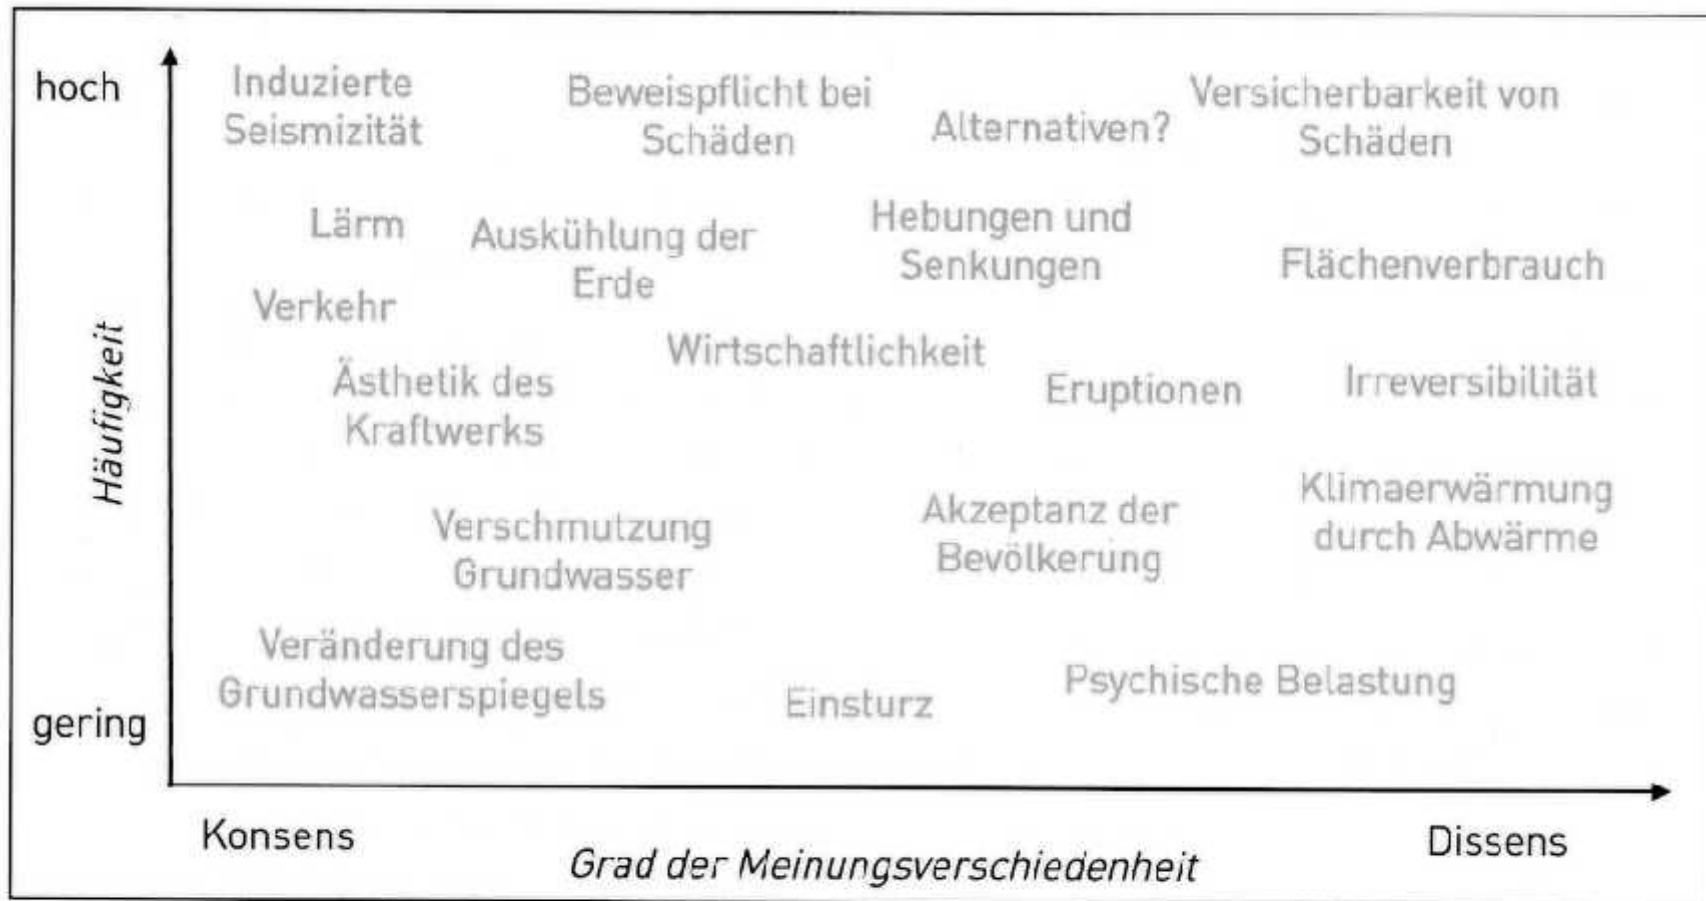 hoch
Induzierte
Seismizität
Beweispflicht bei
Schäden
Alternativen?
Versicherbarkeit von
Schäden
Lärm
Auskühlung der
Erde
Hebungen und
Senkungen
Flächenverbrauch
Verkehr
Wirtschaftlichkeit
Häufigkeit
Ästhetik des
Kraftwerks
Eruptionen
Irreversibilität
Verschmutzung
Grundwasser
Akzeptanz der
Bevölkerung
Klimaerwärmung
durch Abwärme
Veränderung des
Grundwasserspiegels
Einsturz
Psychische Belastung
gering
Konsens
Grad der Meinungsverschiedenheit
Dissens